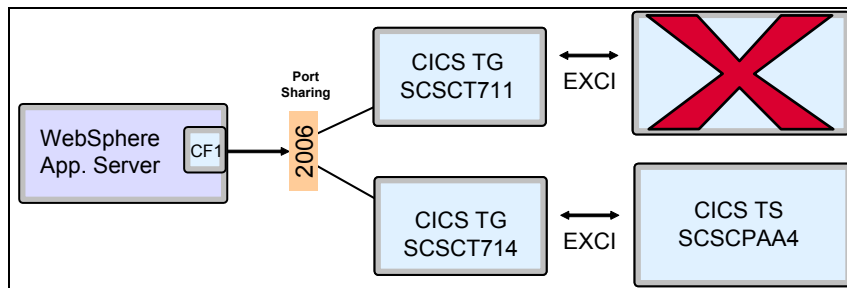 WebSphere
App. Server
CF1
Port
Sharing
2006
CICS TG
SCSCT711
EXCI
CICS TG
SCSCT714
EXCI
CICS TS
SCSCPAA4